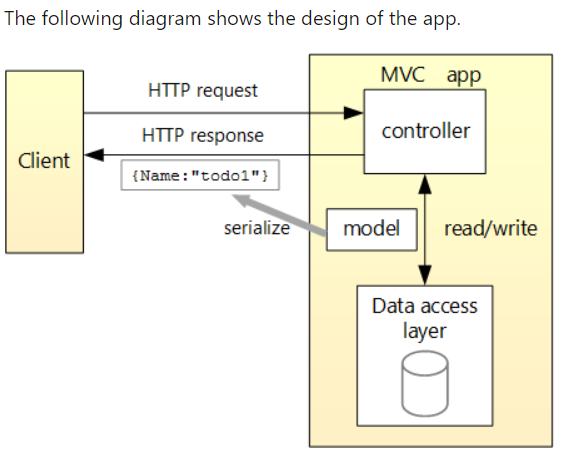 The following diagram shows the design of the app.
MVC app
HTTP request
controller
HTTP response
Client
{Name:"todo1"}
serialize
model
read/write
Data access
layer